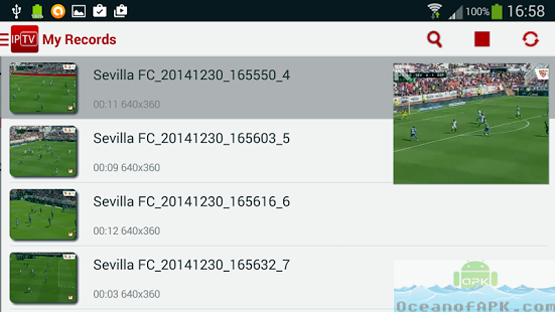 100% 16:58
IPTV My Records
Sevilla FC_20141230_165550_4
00:11 640x360
Sevilla FC_20141230_165603_5
00:09 640x360
Sevilla FC_20141230_165616_6
00:12 640x360
Sevilla FC_20141230_165632_7
00:03 640x360
APK
OceanofAPK.com